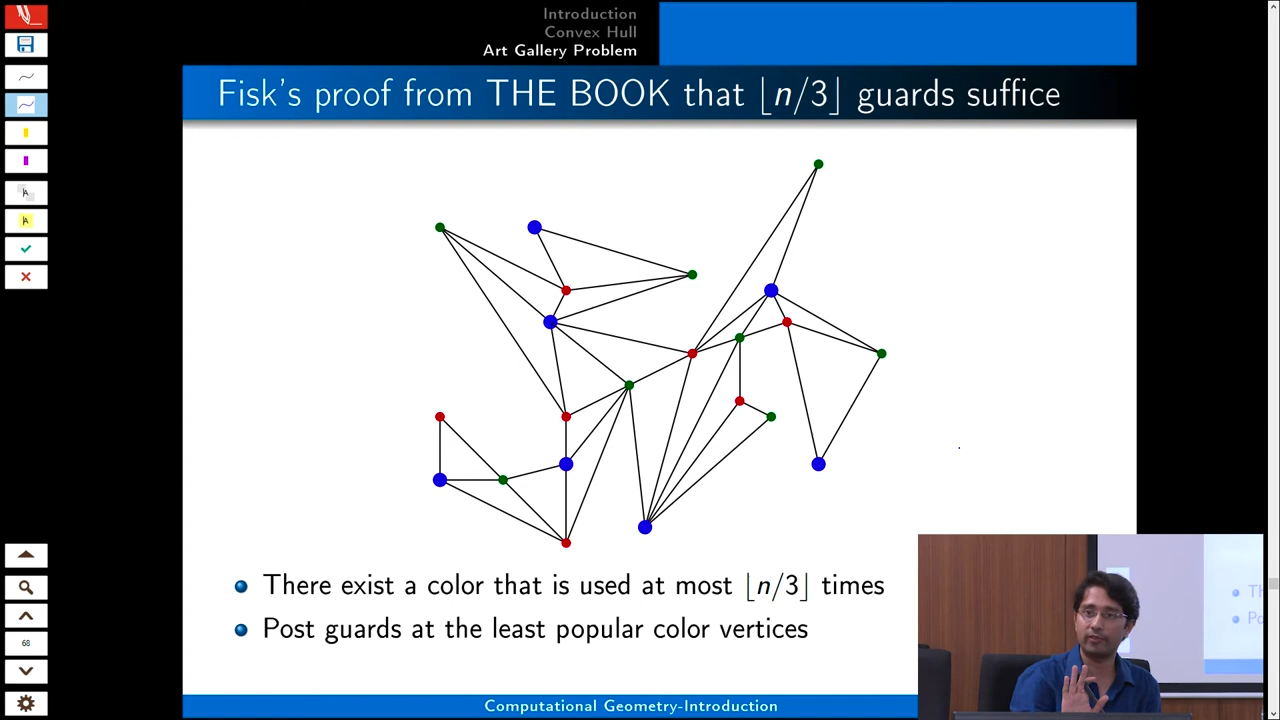 Introduction
Convex Hull
Art Gallery Problem
Fisk's proof from THE BOOK that ⌊n/3⌋ guards suffice
There exist a color that is used at most ⌊n/3⌋ times
Post guards at the least popular color vertices
68
Computational Geometry-Introduction